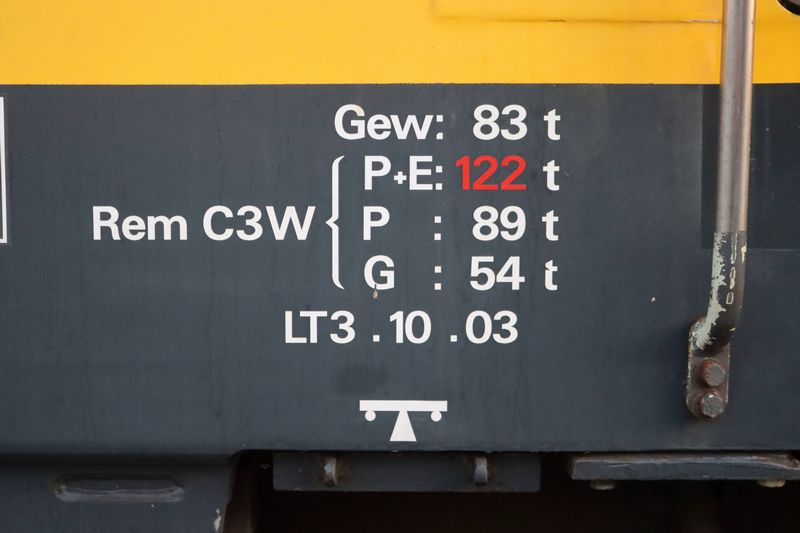 Gew: 83 t
P+E: 122 t
Rem C3W { P : 89 t
G : 54 t
LT3 .10 .03